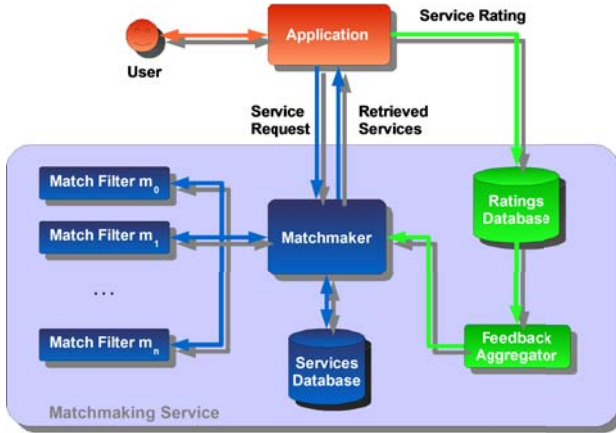 Service Rating
Application
User
Service
Request
Retrieved
Services
Match Filter m0
Match Filter m1
...
Match Filter mn
Matchmaker
Ratings
Database
Services
Database
Feedback
Aggregator
Matchmaking Service